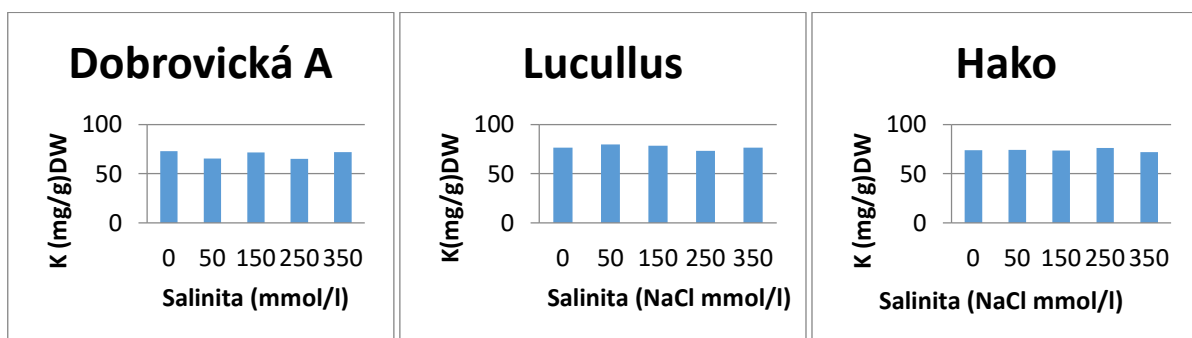 Dobrovická A
K (mg/g)DW
100
50
0
0 50 150 250 350
Salinita (mmol/l)
Lucullus
K(mg/g)DW
100
50
0
0 50 150 250 350
Salinita (NaCl mmol/l)
Hako
K (mg/g)DW
100
50
0
0 50 150 250 350
Salinita (NaCl mmol/l)